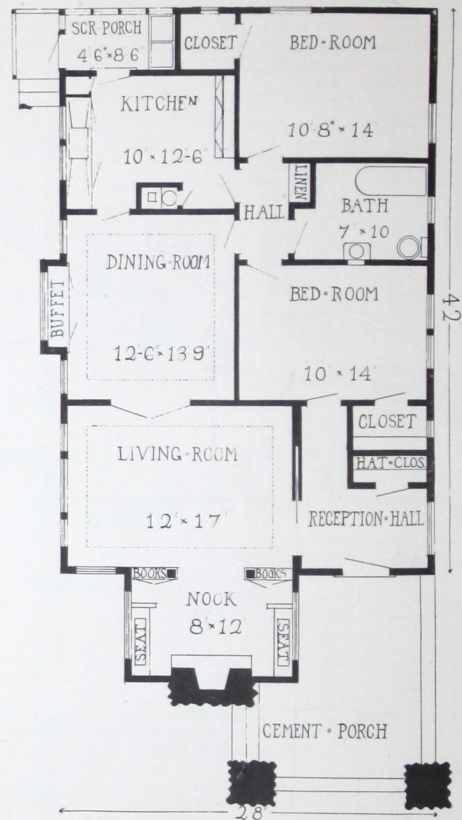 SCR·PORCH
4'6"×8'6
CLOSET
BED·ROOM
10'8"×14'
KITCHEN
10'×12-6"
LINEN
HALL
BATH
7'×10
DINING·ROOM
12-6"×13'9"
BUFFET
BED·ROOM
10'×14'
42
CLOSET
HAT·CLOS.
LIVING·ROOM
12'×17'
RECEPTION·HALL
BOOKS
BOOKS
NOOK
8'×12'
SEAT
SEAT
CEMENT·PORCH
28'